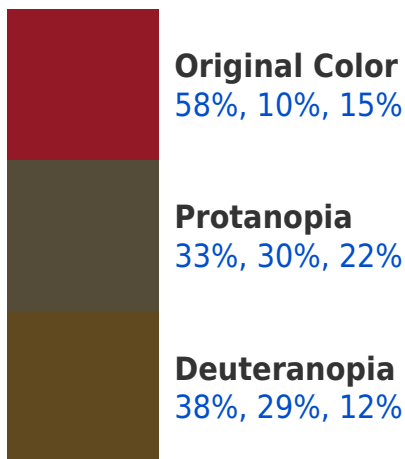 Original Color
58%, 10%, 15%
Protanopia
33%, 30%, 22%
Deuteranopia
38%, 29%, 12%